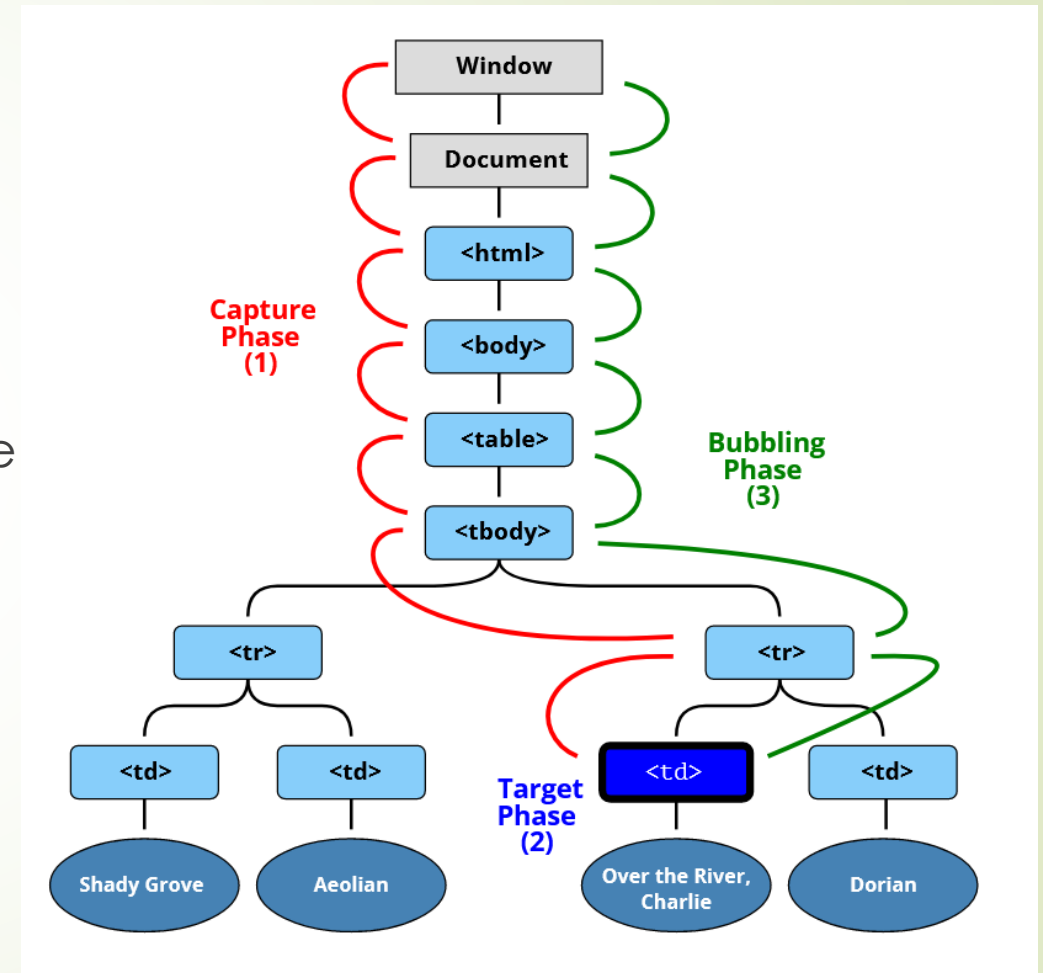 Window
Document
<html>
Capture
Phase
(1)
<body>
<table>
Bubbling
Phase
(3)
e
<tbody>
<tr>
<tr>
<td>
<td>
<td>
<td>
Target
Phase
(2)
Shady Grove
Aeolian
Over the River,
Charlie
Dorian